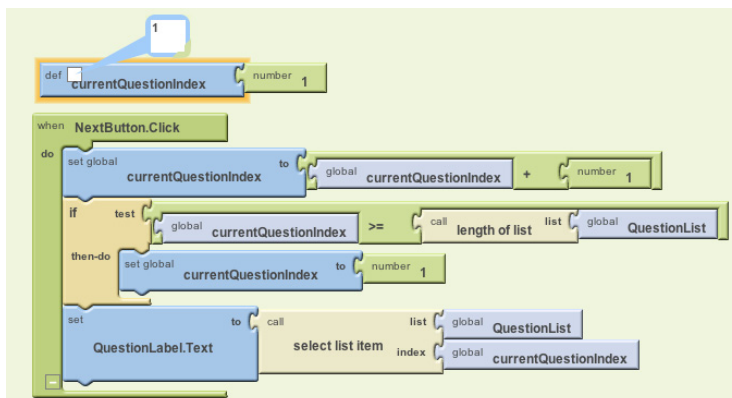 1
def currentQuestionIndex number 1
when NextButton.Click
do set global currentQuestionIndex to global currentQuestionIndex + number 1
if test global currentQuestionIndex >= call length of list list global QuestionList
then-do set global currentQuestionIndex to number 1
set QuestionLabel.Text to call select list item list global QuestionList
index global currentQuestionIndex